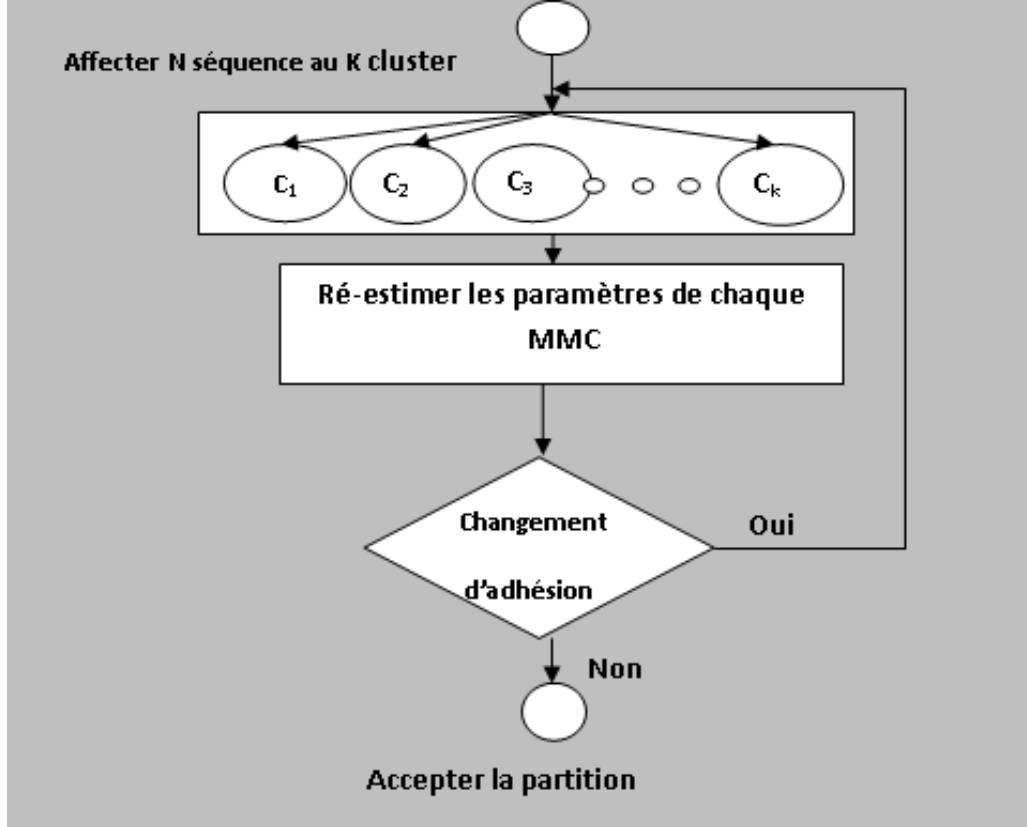 Affecter N séquence au K cluster
C1 C2 C3 Ck
Ré-estimer les paramètres de chaque
MMC
Changement
Oui
d'adhésion
Non
Accepter la partition